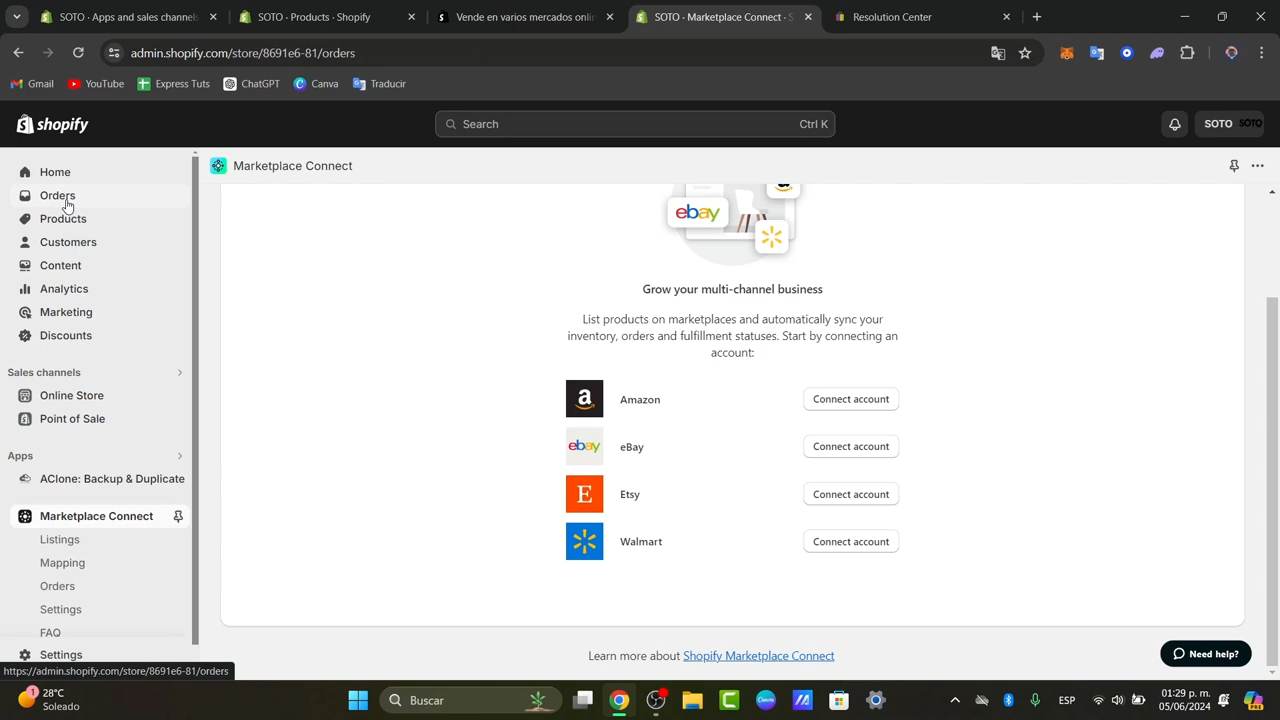 SOTO · Apps and sales channels
SOTO · Products · Shopify
Vende en varios mercados onlin
SOTO · Marketplace Connect · S
Resolution Center
admin.shopify.com/store/8691e6-81/orders
Gmail
YouTube
Express Tuts
ChatGPT
Canva
Traducir
shopify
Search
Ctrl K
SOTO
SOTO
Home
Orders
Products
Customers
Content
Analytics
Marketing
Discounts
Sales channels
Online Store
Point of Sale
Apps
AClone: Backup & Duplicate
Marketplace Connect
Listings
Mapping
Orders
Settings
FAQ
Settings
https://admin.shopify.com/store/8691e6-81/orders
Marketplace Connect
a
ebay
Grow your multi-channel business
List products on marketplaces and automatically sync your
inventory, orders and fulfillment statuses. Start by connecting an
account:
a
Amazon
Connect account
ebay
eBay
Connect account
E
Etsy
Connect account
Walmart
Connect account
Learn more about Shopify Marketplace Connect
Need help?
1
28°C
Soleado
Buscar
ESP
01:29 p. m.
05/06/2024